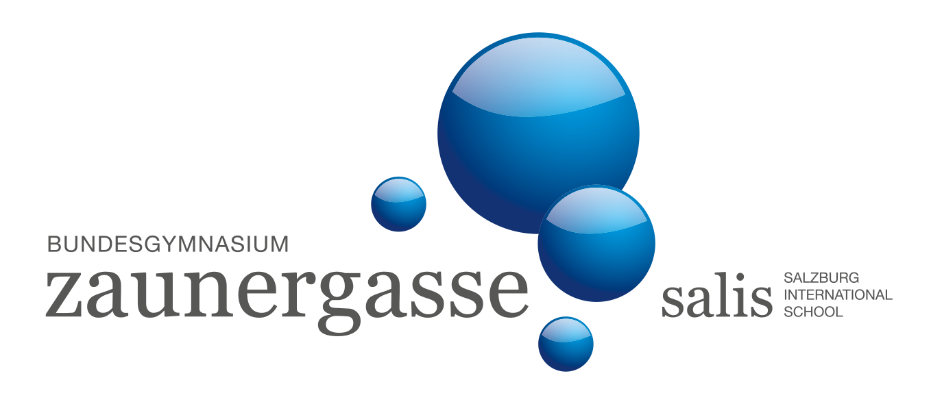 BUNDESGYMNASIUM
zaunergasse
salis
SALZBURG
INTERNATIONAL
SCHOOL